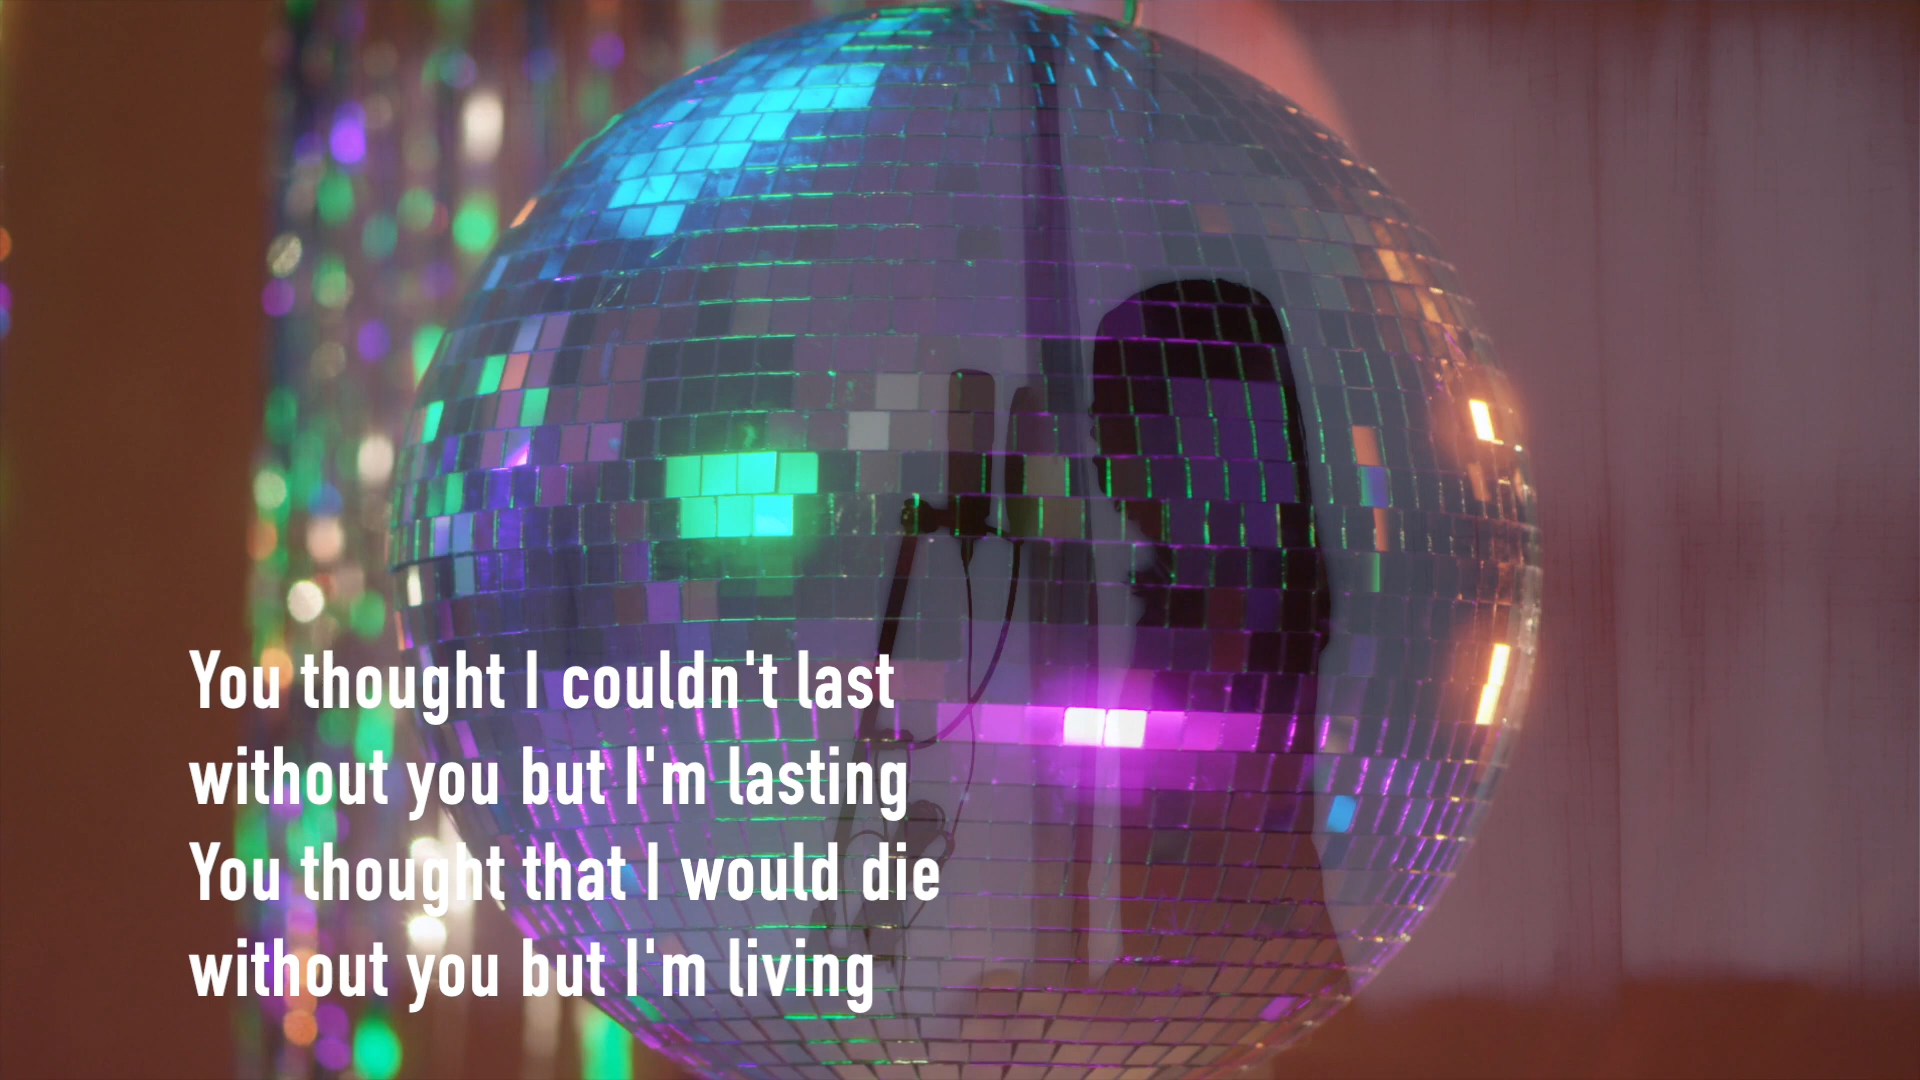 You thought I couldn't last
without you but I'm lasting
You thought that I would die
without you but I'm living